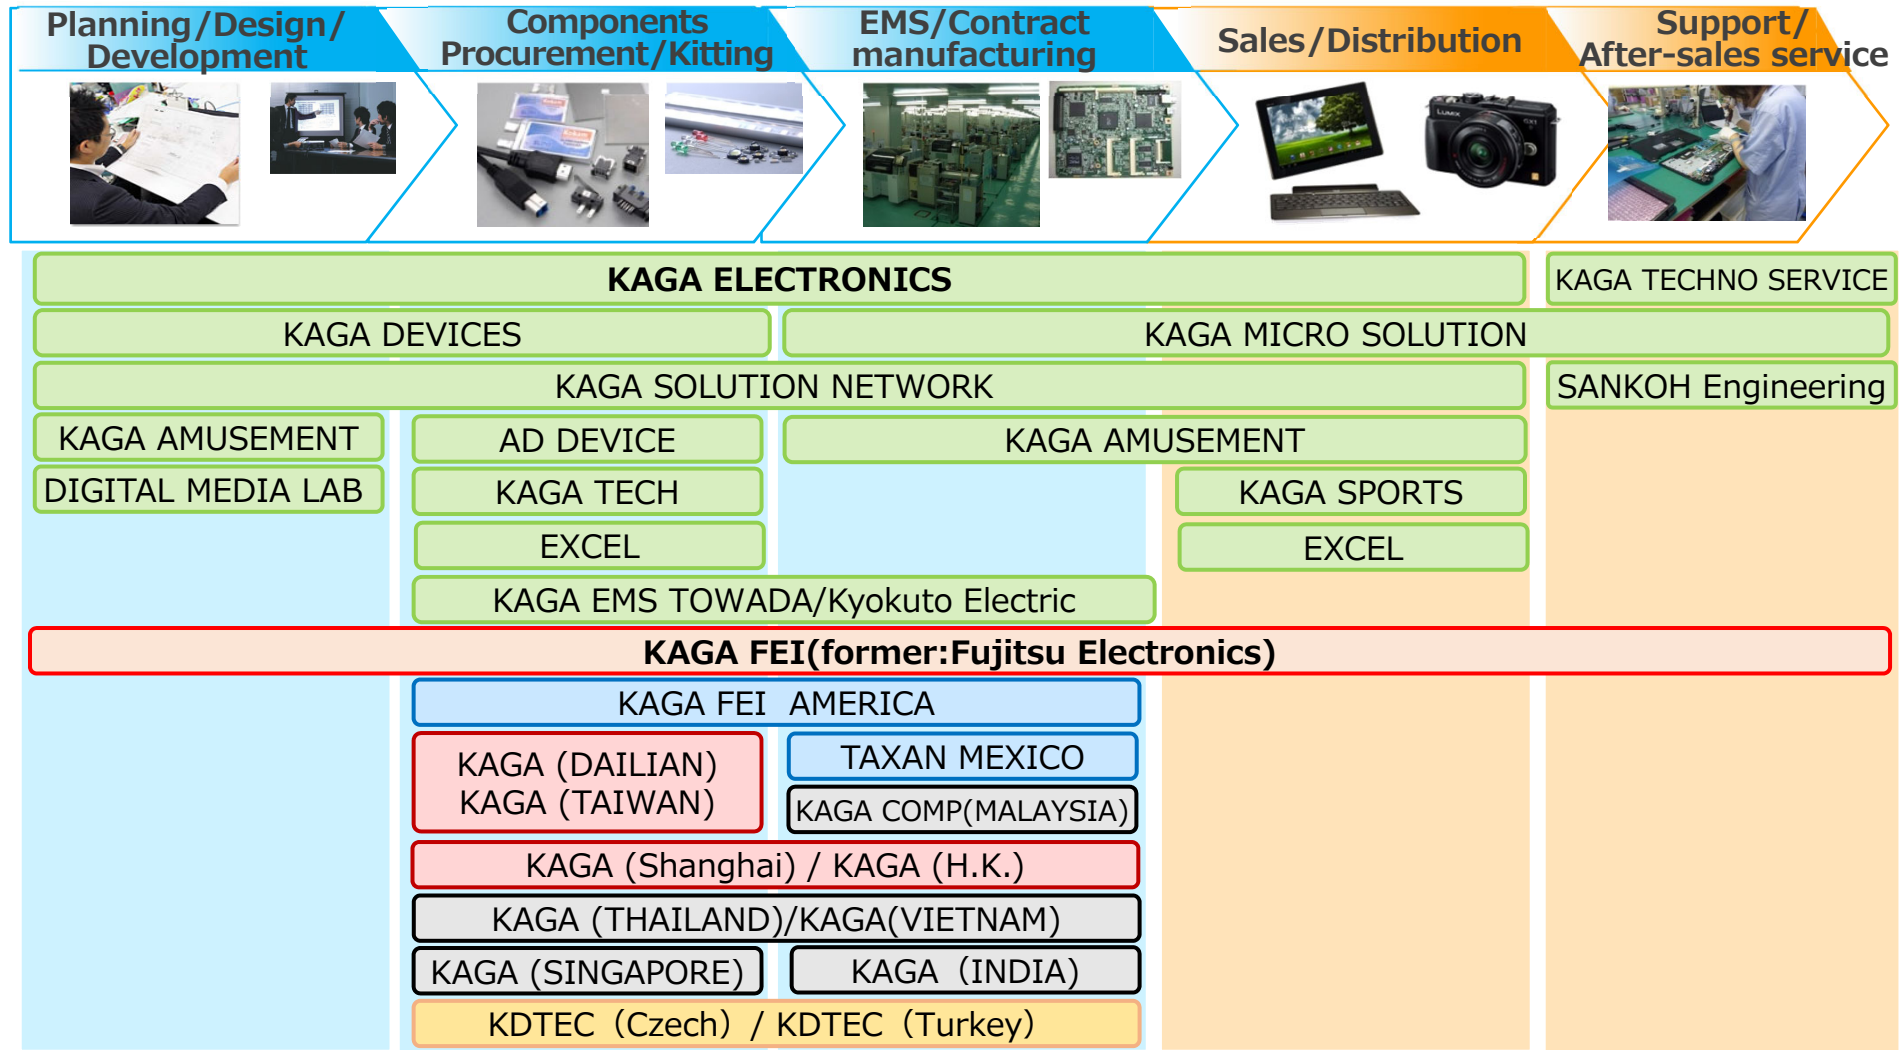 Planning/Design/
Development
Components
Procurement/Kitting
EMS/Contract
manufacturing
Sales/Distribution
Support/
After-sales service
LUMIX
GX1
KAGA ELECTRONICS
KAGA TECHNO SERVICE
KAGA DEVICES
KAGA MICRO SOLUTION
KAGA SOLUTION NETWORK
SANKOH Engineering
KAGA AMUSEMENT
AD DEVICE
KAGA AMUSEMENT
DIGITAL MEDIA LAB
KAGA TECH
KAGA SPORTS
EXCEL
EXCEL
KAGA EMS TOWADA/Kyokuto Electric
KAGA FEI(former:Fujitsu Electronics)
KAGA FEI AMERICA
KAGA (DAILIAN)
KAGA (TAIWAN)
TAXAN MEXICO
KAGA COMP(MALAYSIA)
KAGA (Shanghai) / KAGA (H.K.)
KAGA (THAILAND)/KAGA(VIETNAM)
KAGA (SINGAPORE)
KAGA（INDIA)
KDTEC（Czech）/ KDTEC（Turkey）